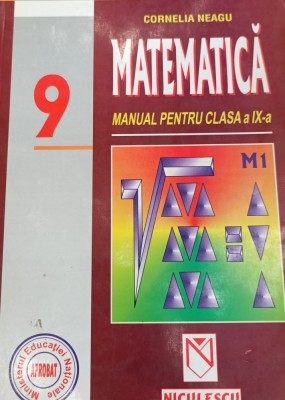 CORNELIA NEAGU
MATEMATICĂ
MANUAL PENTRU CLASA a IX-a
9
M1
Ministerul Educației Naționale
APROBAT
NICULESCU